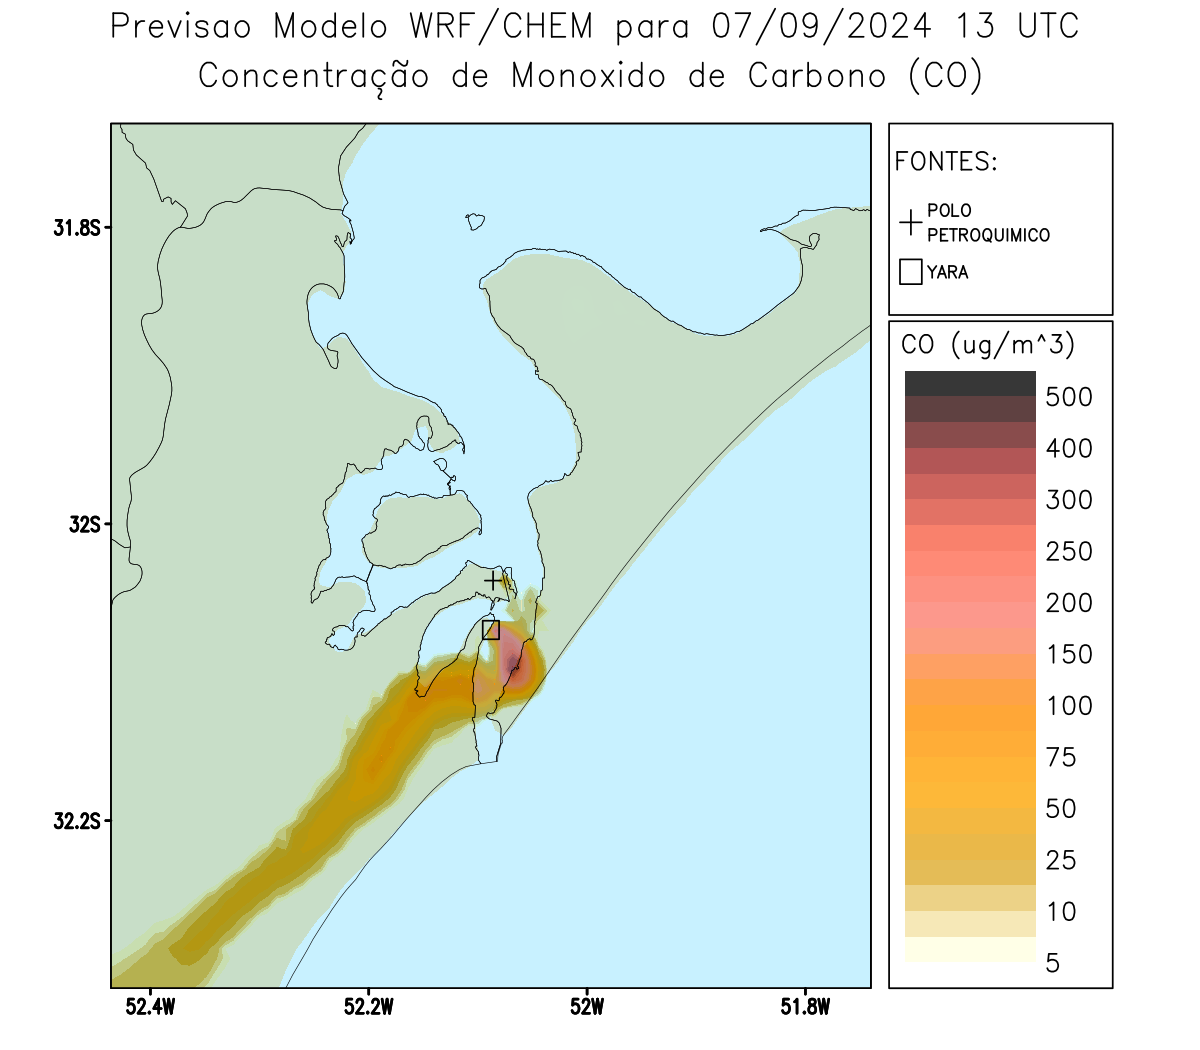 Previsao Modelo WRF/CHEM para 07/09/2024 13 UTC
Concentração de Monoxido de Carbono (CO)
FONTES:
POLO
PETROQUIMICO
YARA
CO (ug/m^3)
500
400
300
250
200
150
100
75
50
25
10
5
31.8S
32S
32.2S
52.4W
52.2W
52W
51.8W